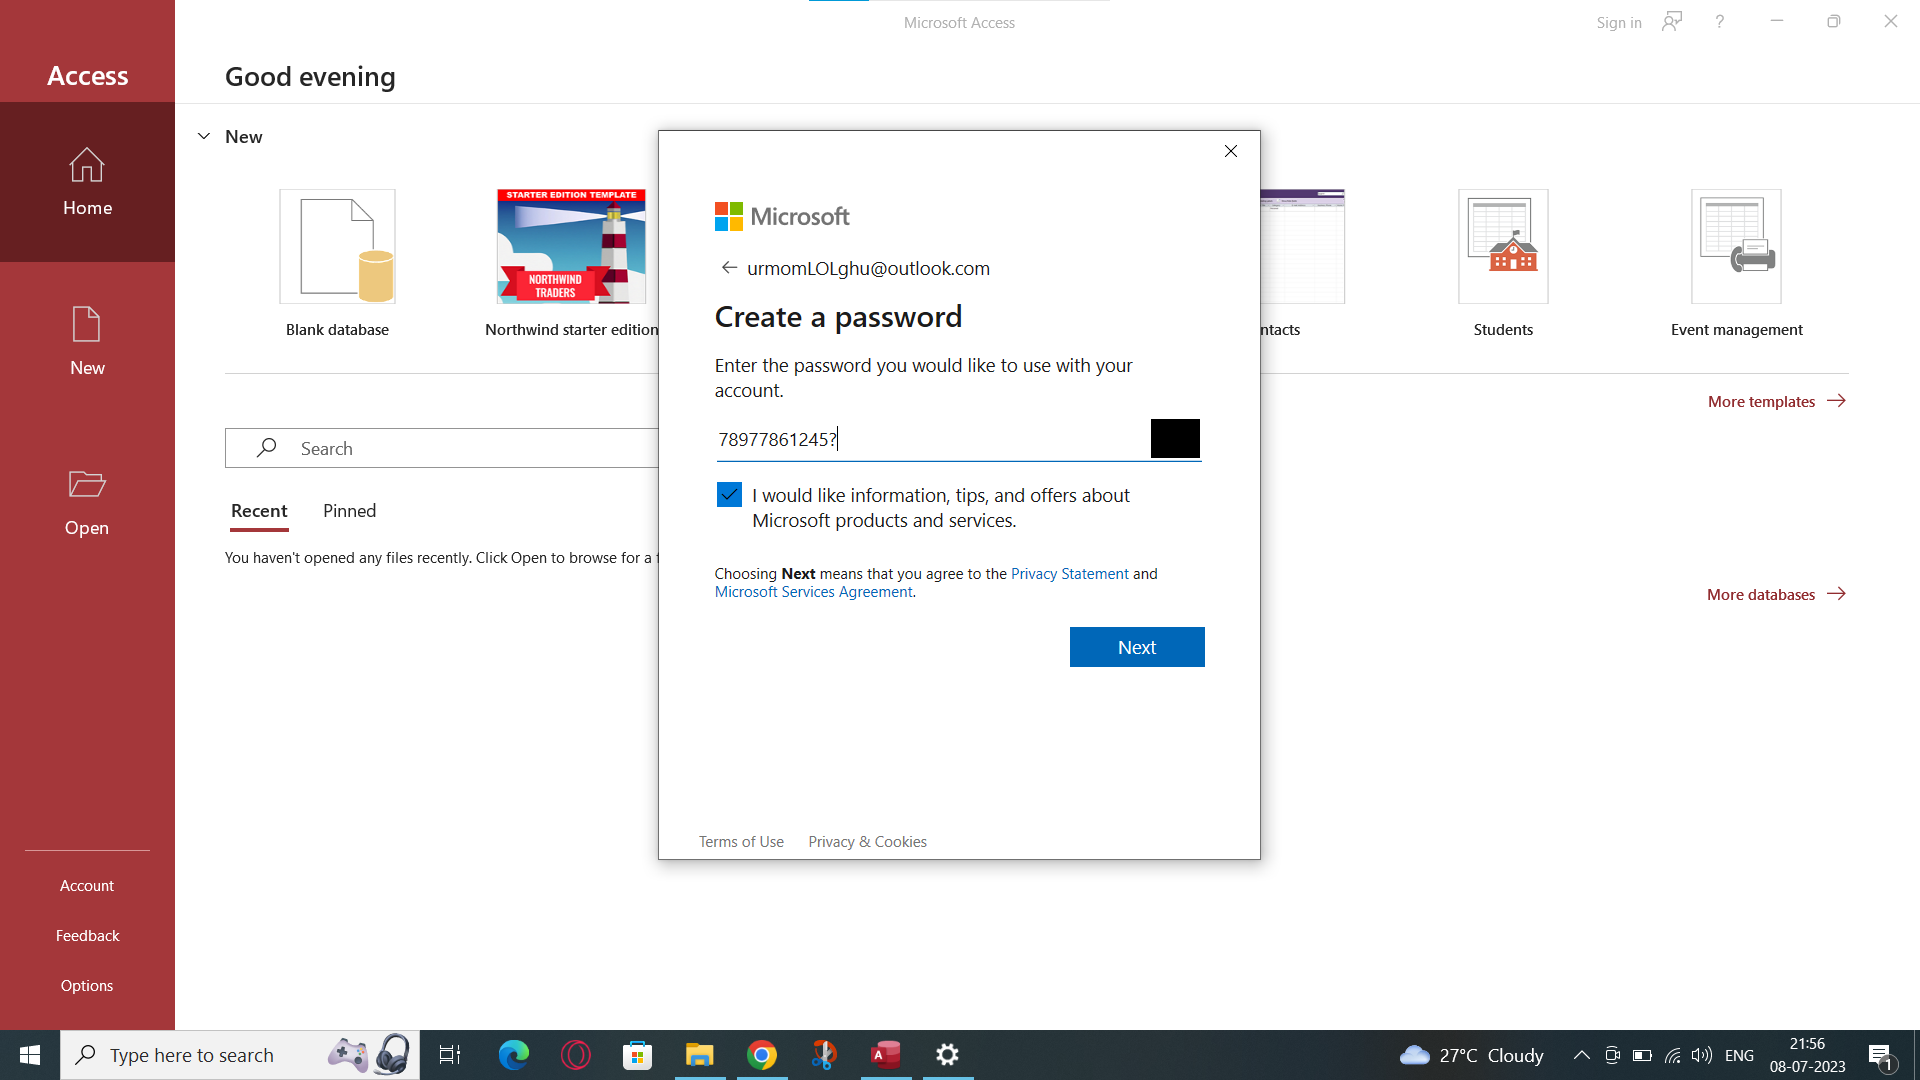 Microsoft Access
Sign in
?
Access
Good evening
Home
New
Open
Account
Feedback
Options
New
Blank database
STARTER EDITION TEMPLATE
NORTHWIND
TRADERS
Northwind starter edition
ntacts
Students
Event management
More templates
Search
Recent
Pinned
You haven't opened any files recently. Click Open to browse for a f
More databases
Microsoft
urmomLOLghu@outlook.com
Create a password
Enter the password you would like to use with your
account.
78977861245?
I would like information, tips, and offers about
Microsoft products and services.
Choosing Next means that you agree to the Privacy Statement and
Microsoft Services Agreement.
Next
Terms of Use
Privacy & Cookies
Type here to search
A
27°C Cloudy
ENG
21:56
08-07-2023
1